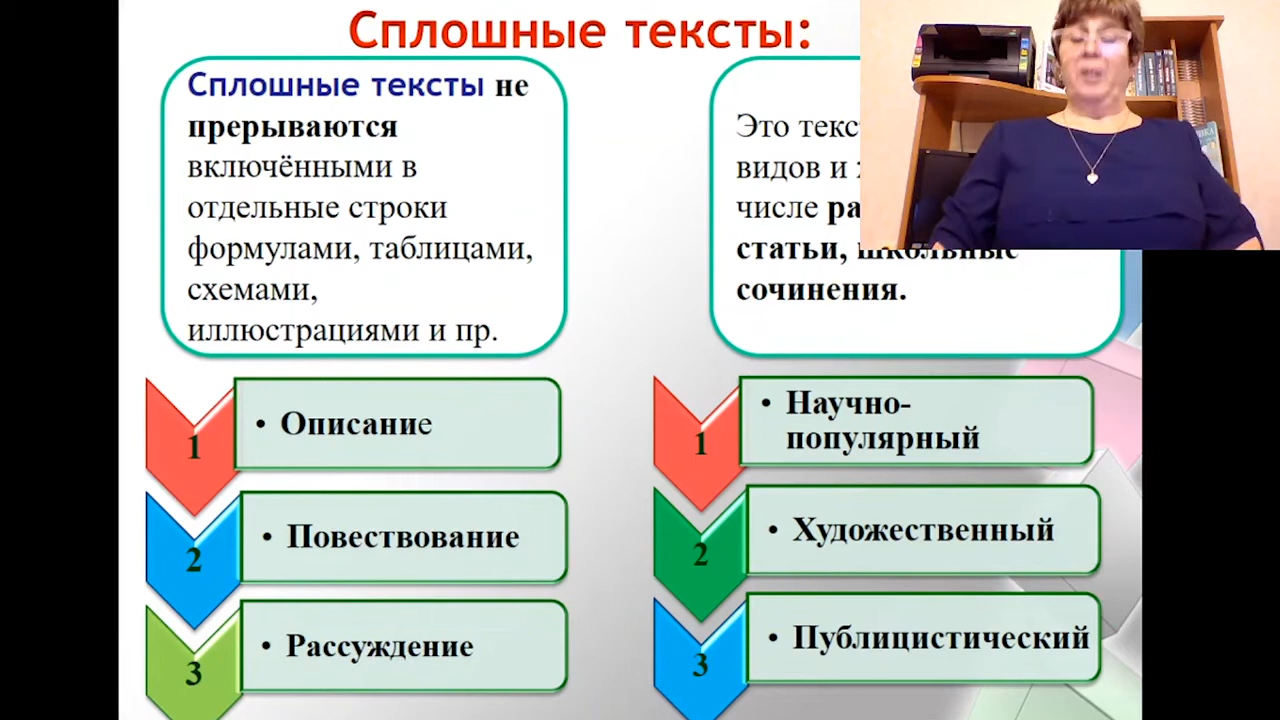 Сплошные тексты:
Сплошные тексты не
прерываются
включёнными в
отдельные строки
формулами, таблицами,
схемами,
иллюстрациями и пр.
Это
видов и
числе
статьи, школьные
сочинения.
1
• Описание
2
• Повествование
3
• Рассуждение
1
• Научно-
популярный
2
• Художественный
3
• Публицистический